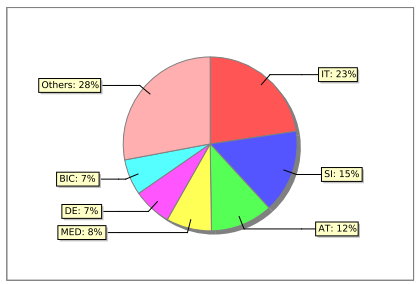 IT: 23%
Others: 28%
SI: 15%
BIC: 7%
DE: 7%
AT: 12%
MED: 8%